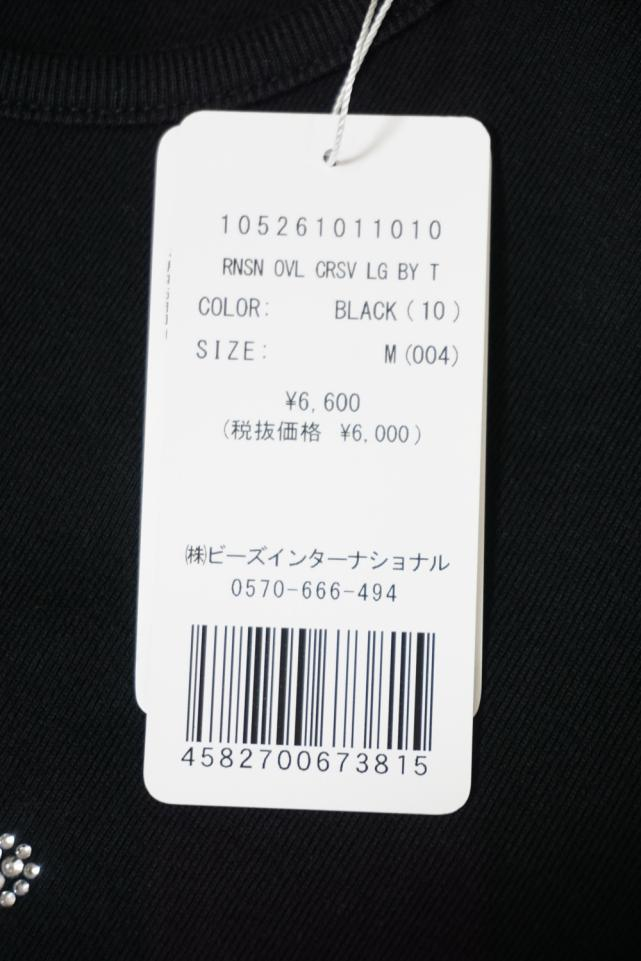 105261011010
RNSN OVL CRSV LG BY T
COLOR: BLACK(10)
SIZE: M(004)
¥6,600
(税抜価格 ¥6,000)
㈱ビーズインターナショナル
0570-666-494
4582700673815